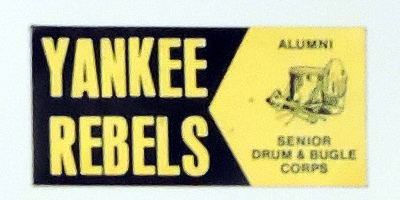 YANKEE
REBELS
ALUMNI
SENIOR
DRUM & BUGLE
CORPS